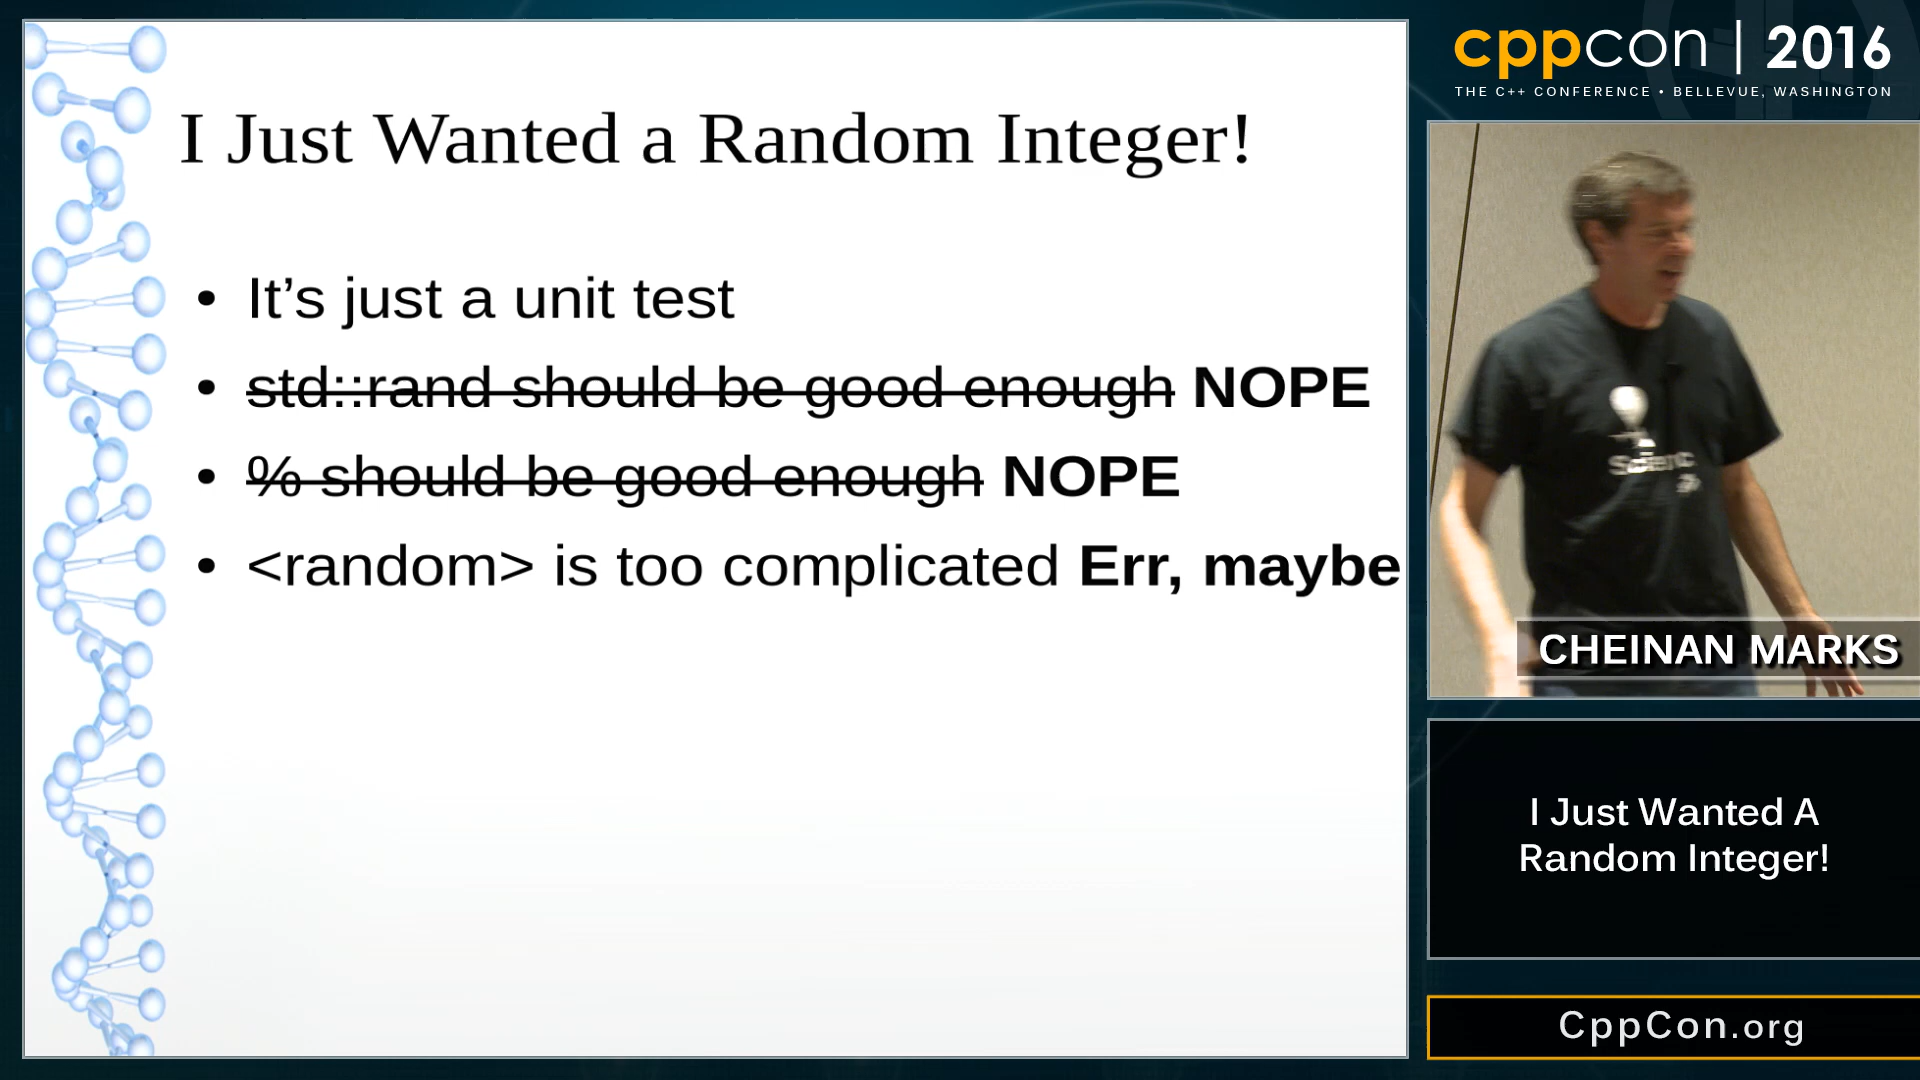 I Just Wanted a Random Integer!
• It’s just a unit test
• std::rand should be good enough NOPE
• % should be good enough NOPE
• <random> is too complicated Err, maybe
cppcon | 2016
THE C++ CONFERENCE • BELLEVUE, WASHINGTON
CHEINAN MARKS
I Just Wanted A
Random Integer!
CppCon.org